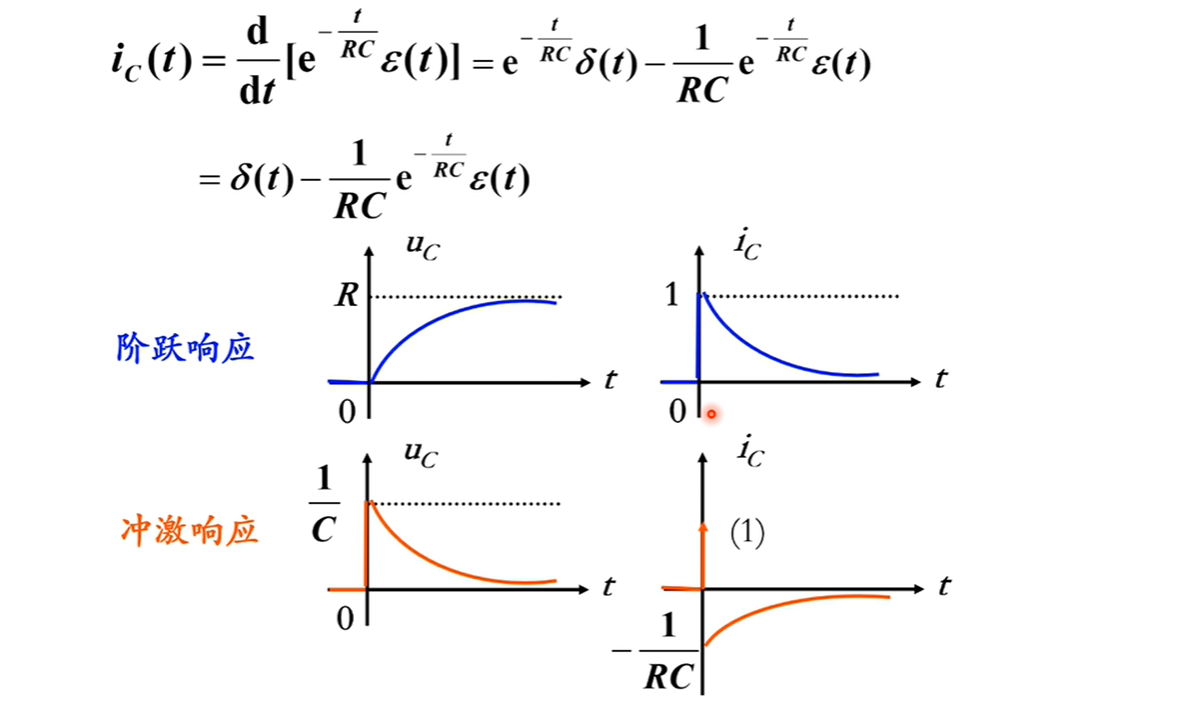 i_C(t) = d/dt [e^{-t/RC} ε(t)] = e^{-t/RC} δ(t) − 1/RC e^{-t/RC} ε(t)
= δ(t) − 1/RC e^{-t/RC} ε(t)
u_C
R
t
0
i_C
1
t
0
阶跃响应
u_C
1/C
t
0
i_C
(1)
t
−1/RC
冲激响应